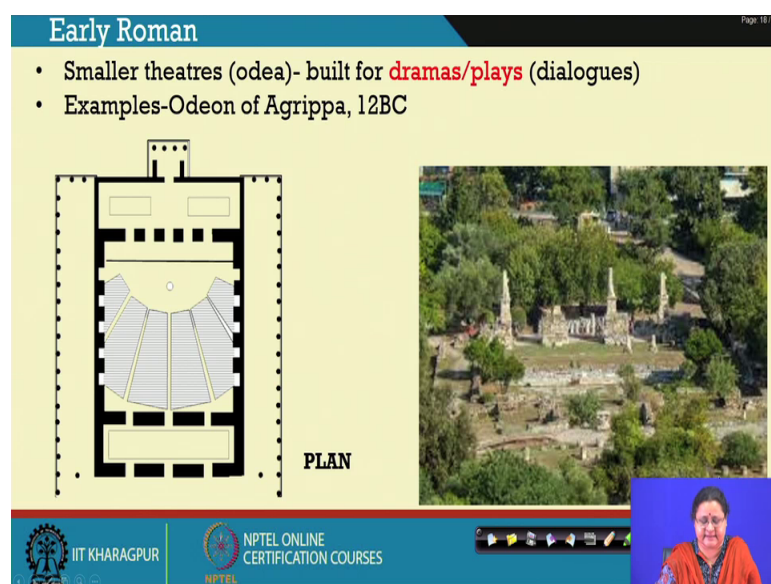 Page: 18 /
Early Roman
• Smaller theatres (odea)- built for dramas/plays (dialogues)
• Examples-Odeon of Agrippa, 12BC
PLAN
IIT KHARAGPUR
NPTEL
NPTEL ONLINE
CERTIFICATION COURSES